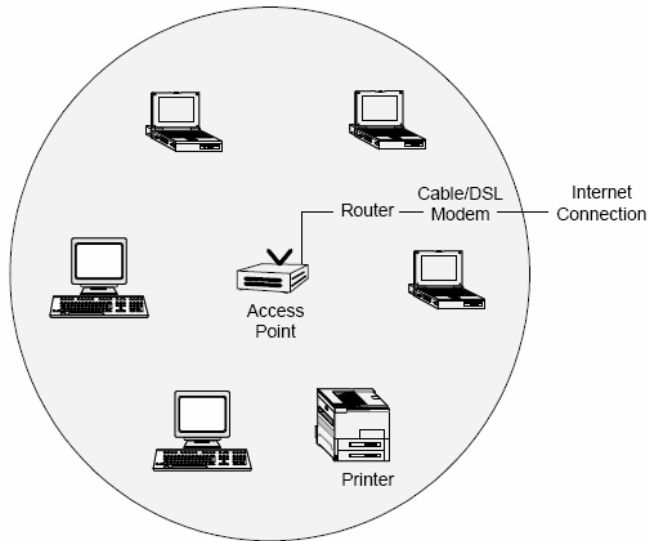 Router
Cable/DSL
Modem
Internet
Connection
Access
Point
Printer